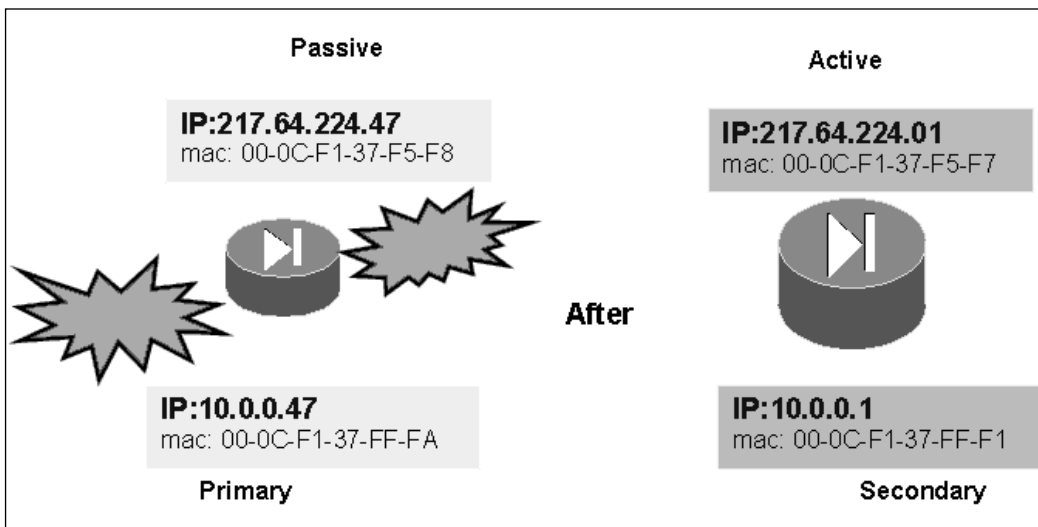 Passive
Active
IP:217.64.224.47
mac: 00-0C-F1-37-F5-F8
IP:217.64.224.01
mac: 00-0C-F1-37-F5-F7
After
IP:10.0.0.47
mac: 00-0C-F1-37-FF-FA
IP:10.0.0.1
mac: 00-0C-F1-37-FF-F1
Primary
Secondary